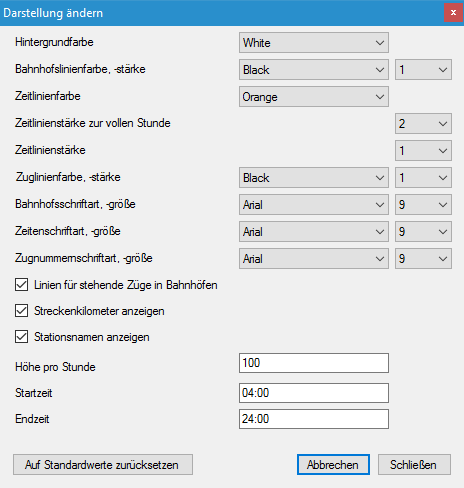 Darstellung ändern x
Hintergrundfarbe White
Bahnhofslinienfarbe, -stärke Black 1
Zeitlinienfarbe Orange
Zeitlinienstärke zur vollen Stunde 2
Zeitlinienstärke 1
Zuglinienfarbe, -stärke Black 1
Bahnhofsschriftart, -größe Arial 9
Zeitenschriftart, -größe Arial 9
Zugnummernschriftart, -größe Arial 9
Linien für stehende Züge in Bahnhöfen
Streckenkilometer anzeigen
Stationsnamen anzeigen
Höhe pro Stunde 100
Startzeit 04:00
Endzeit 24:00
Auf Standardwerte zurücksetzen Abbrechen Schließen